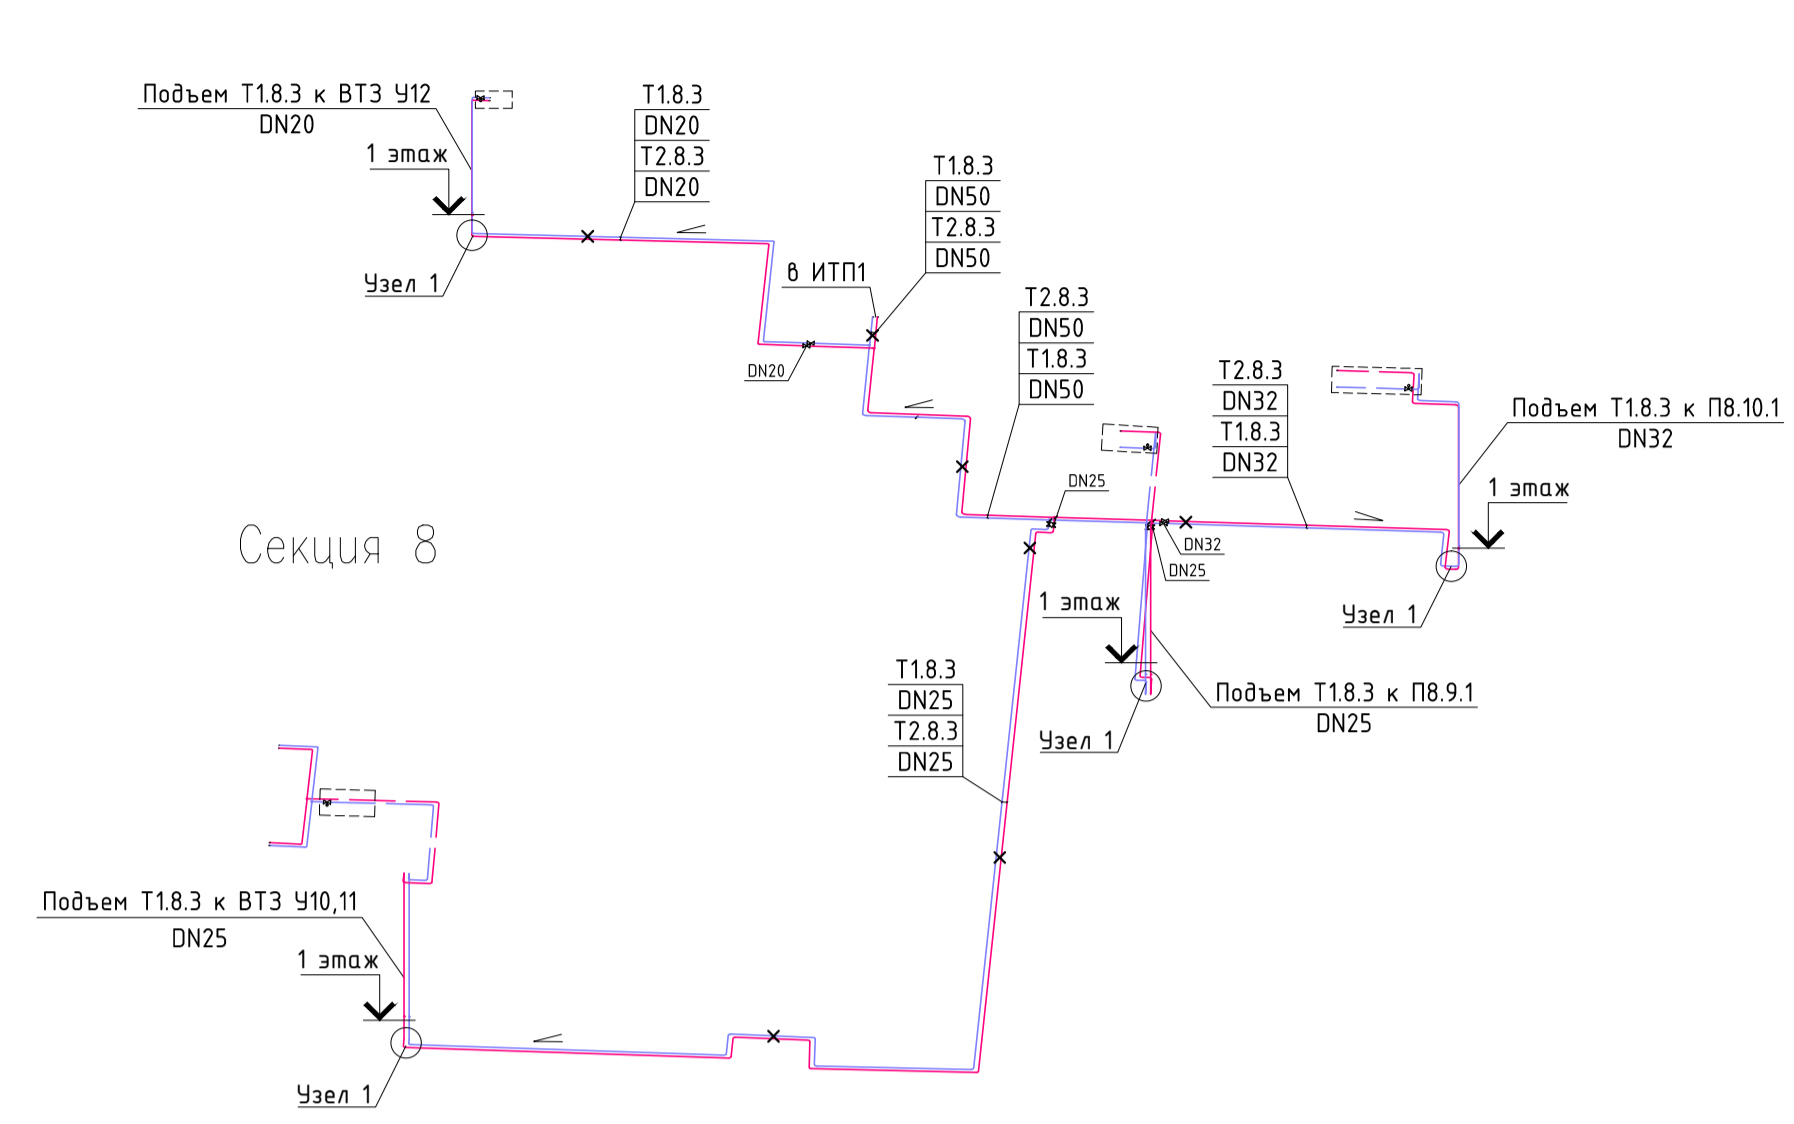 Подъем Т1.8.3 к ВТЗ У12
DN20
1 этаж
Узел 1
Т1.8.3
DN20
Т2.8.3
DN20
Т1.8.3
DN50
Т2.8.3
DN50
в ИТП1
DN20
Т2.8.3
DN50
Т1.8.3
DN50
DN25
Т2.8.3
DN32
Т1.8.3
DN32
Подъем Т1.8.3 к П8.10.1
DN32
1 этаж
Узел 1
DN32
DN25
Секция 8
1 этаж
Узел 1
Подъем Т1.8.3 к П8.9.1
DN25
Т1.8.3
DN25
Т2.8.3
DN25
Подъем Т1.8.3 к ВТЗ У10,11
DN25
1 этаж
Узел 1